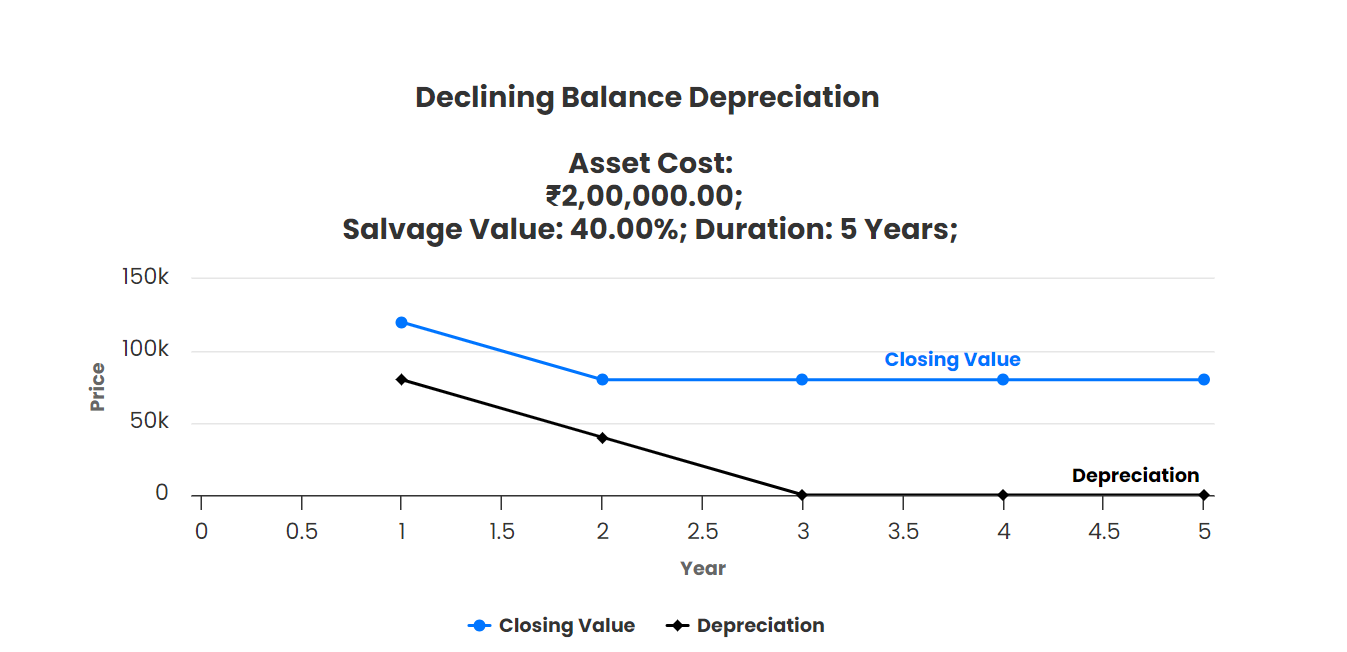 Declining Balance Depreciation
Asset Cost:
₹2,00,000.00;
Salvage Value: 40.00%; Duration: 5 Years;
150k
100k
50k
0
Price
Closing Value
Depreciation
0 0.5 1 1.5 2 2.5 3 3.5 4 4.5 5
Year
Closing Value Depreciation